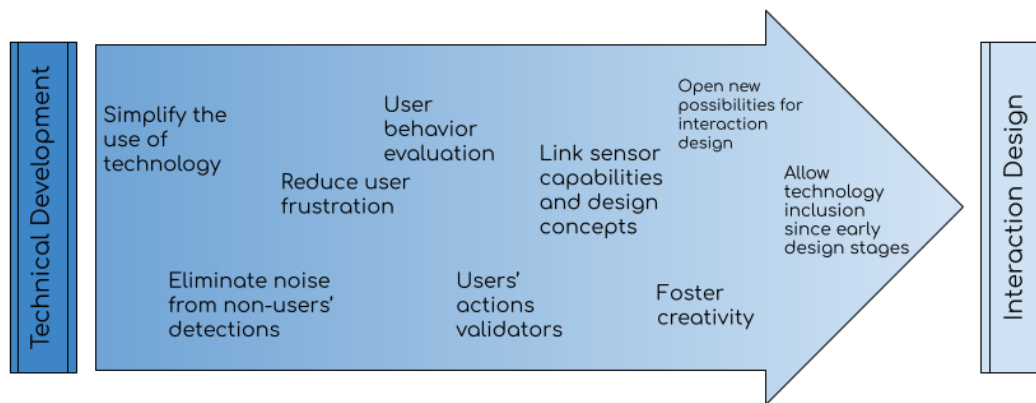 Technical Development
Simplify the
use of
technology
Eliminate noise
from non-users’
detections
Reduce user
frustration
User
behavior
evaluation
Users’
actions
validators
Link sensor
capabilities
and design
concepts
Foster
creativity
Open new
possibilities for
interaction
design
Allow
technology
inclusion
since early
design stages
Interaction Design